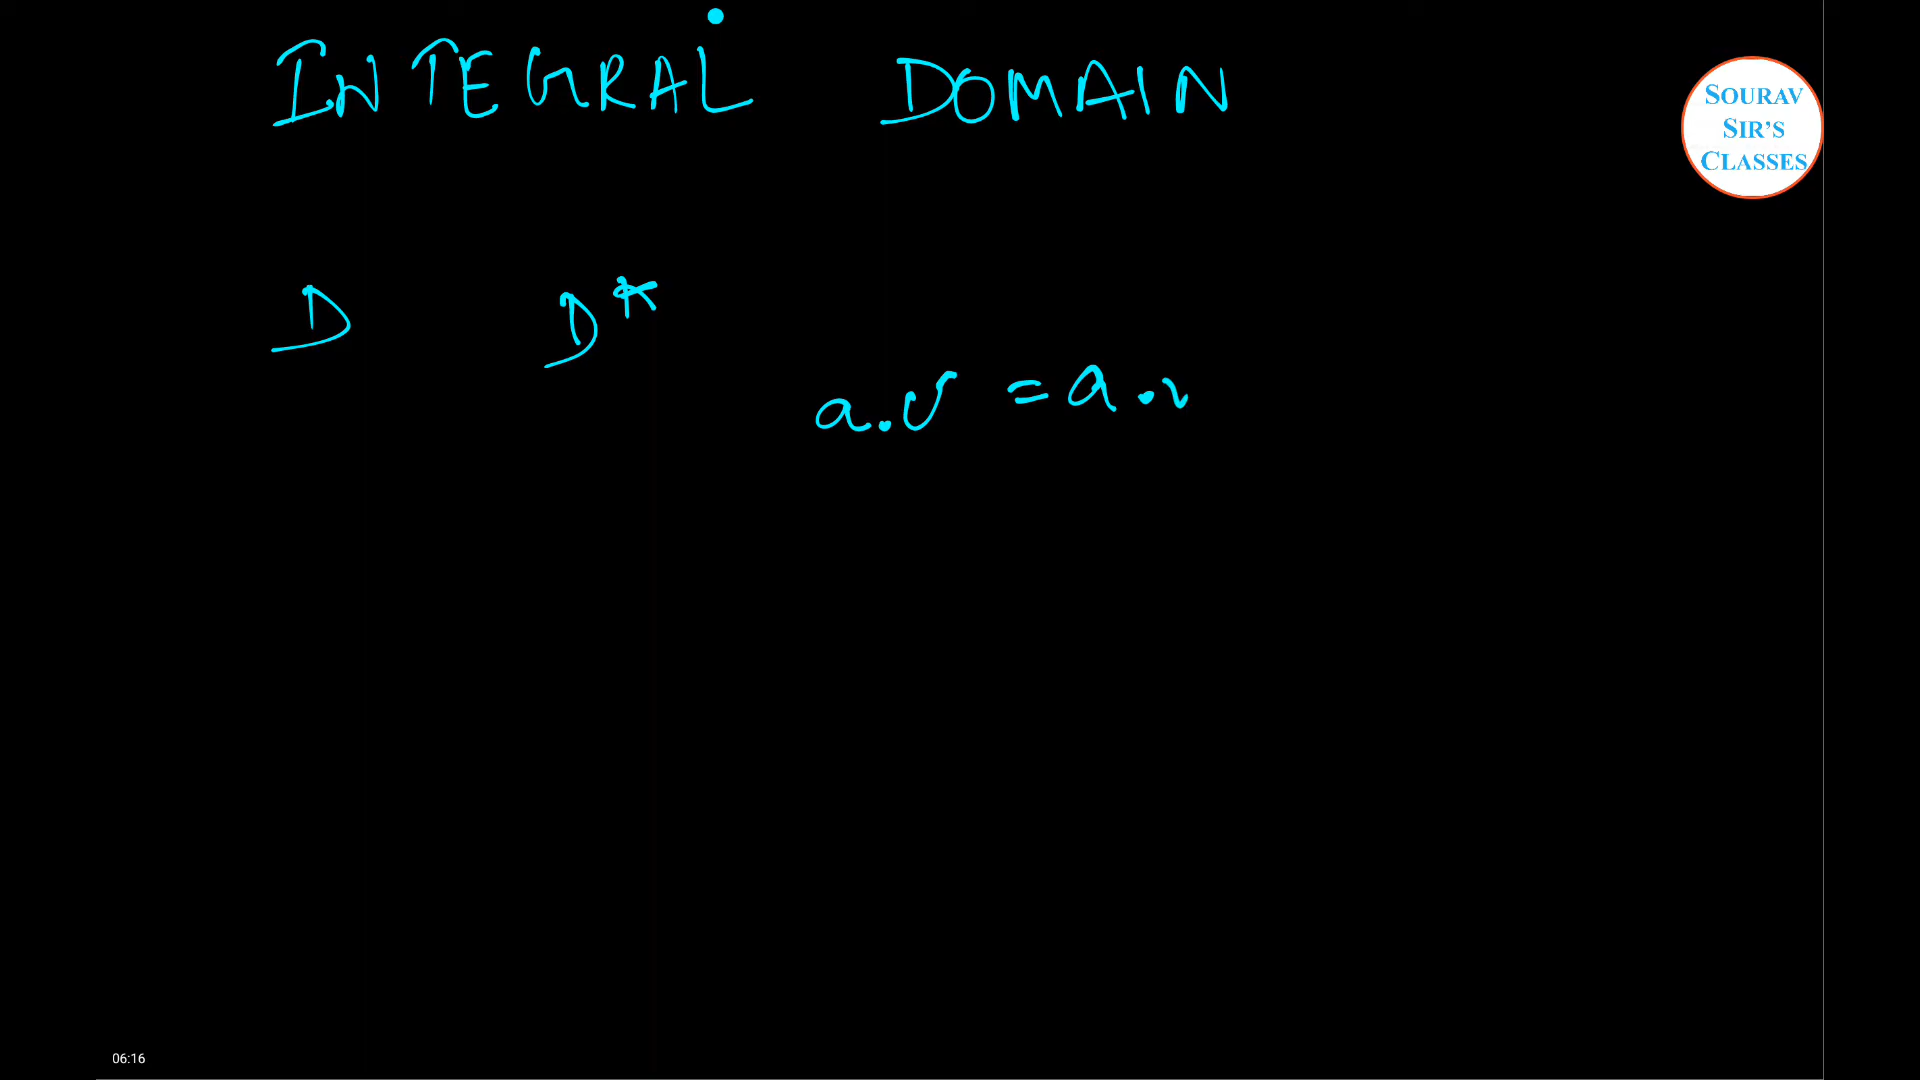 INTEGRAL DOMAIN
SOURAV
SIR'S
CLASSES
D D*
a.v = a.v
06:16